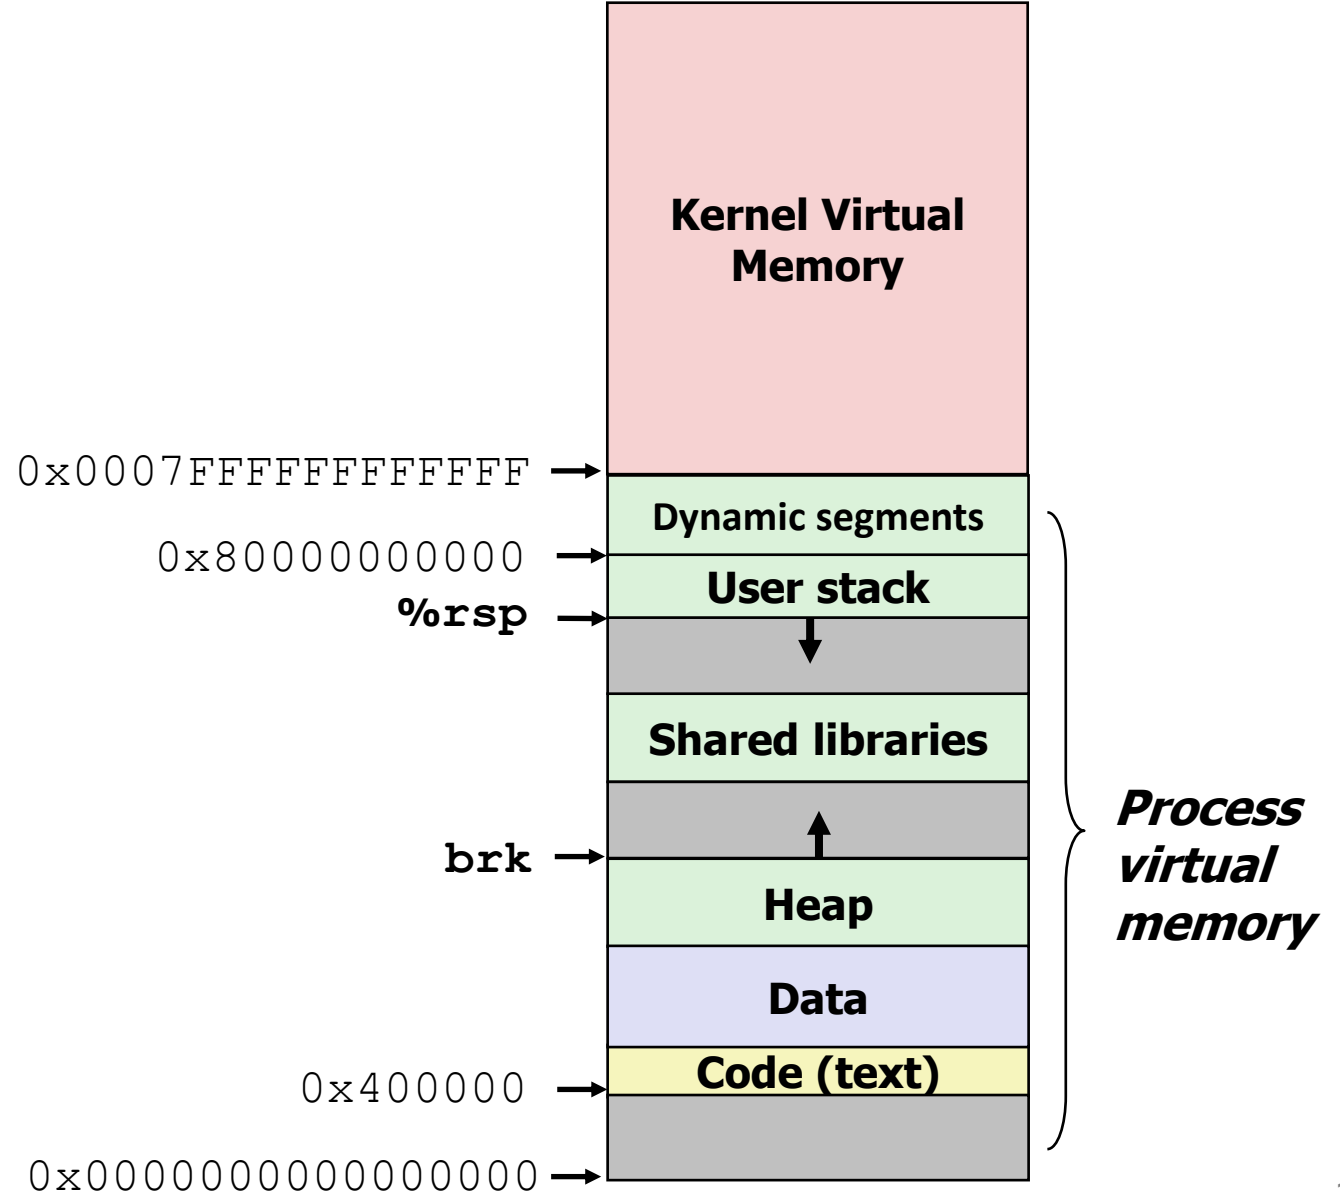 Kernel Virtual
Memory
0x0007FFFFFFFFFFFF
Dynamic segments
0x80000000000
User stack
%rsp
Shared libraries
Process
virtual
memory
brk
Heap
Data
Code (text)
0x400000
0x0000000000000000